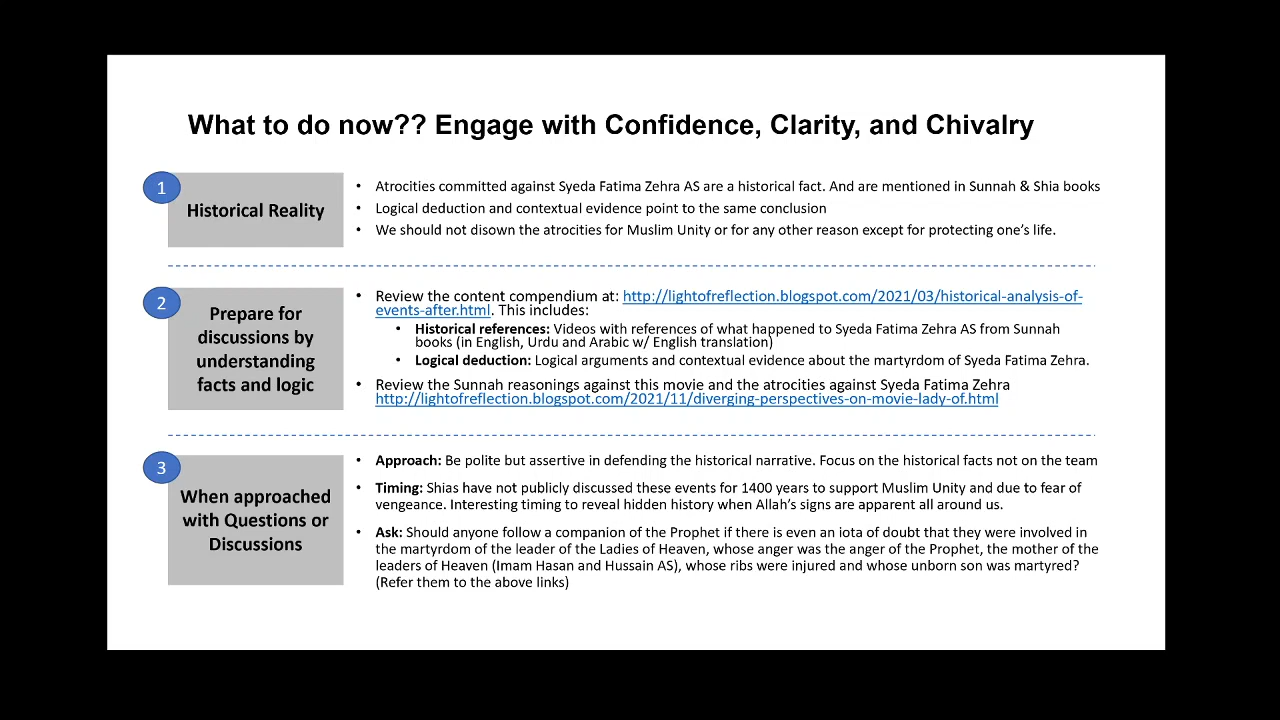 What to do now?? Engage with Confidence, Clarity, and Chivalry
1
Historical Reality
• Atrocities committed against Syeda Fatima Zehra AS are a historical fact. And are mentioned in Sunnah & Shia books
• Logical deduction and contextual evidence point to the same conclusion
• We should not disown the atrocities for Muslim Unity or for any other reason except for protecting one's life.
2
Prepare for
discussions by
understanding
facts and logic
• Review the content compendium at: http://lightofreflection.blogspot.com/2021/03/historical-analysis-of-
events-after.html. This includes:
• Historical references: Videos with references of what happened to Syeda Fatima Zehra AS from Sunnah
books (in English, Urdu and Arabic w/ English translation)
• Logical deduction: Logical arguments and contextual evidence about the martyrdom of Syeda Fatima Zehra.
• Review the Sunnah reasonings against this movie and the atrocities against Syeda Fatima Zehra
http://lightofreflection.blogspot.com/2021/11/diverging-perspectives-on-movie-lady-of.html
3
When approached
with Questions or
Discussions
• Approach: Be polite but assertive in defending the historical narrative. Focus on the historical facts not on the team
• Timing: Shias have not publicly discussed these events for 1400 years to support Muslim Unity and due to fear of
vengeance. Interesting timing to reveal hidden history when Allah's signs are apparent all around us.
• Ask: Should anyone follow a companion of the Prophet if there is even an iota of doubt that they were involved in
the martyrdom of the leader of the Ladies of Heaven, whose anger was the anger of the Prophet, the mother of the
leaders of Heaven (Imam Hasan and Hussain AS), whose ribs were injured and whose unborn son was martyred?
(Refer them to the above links)